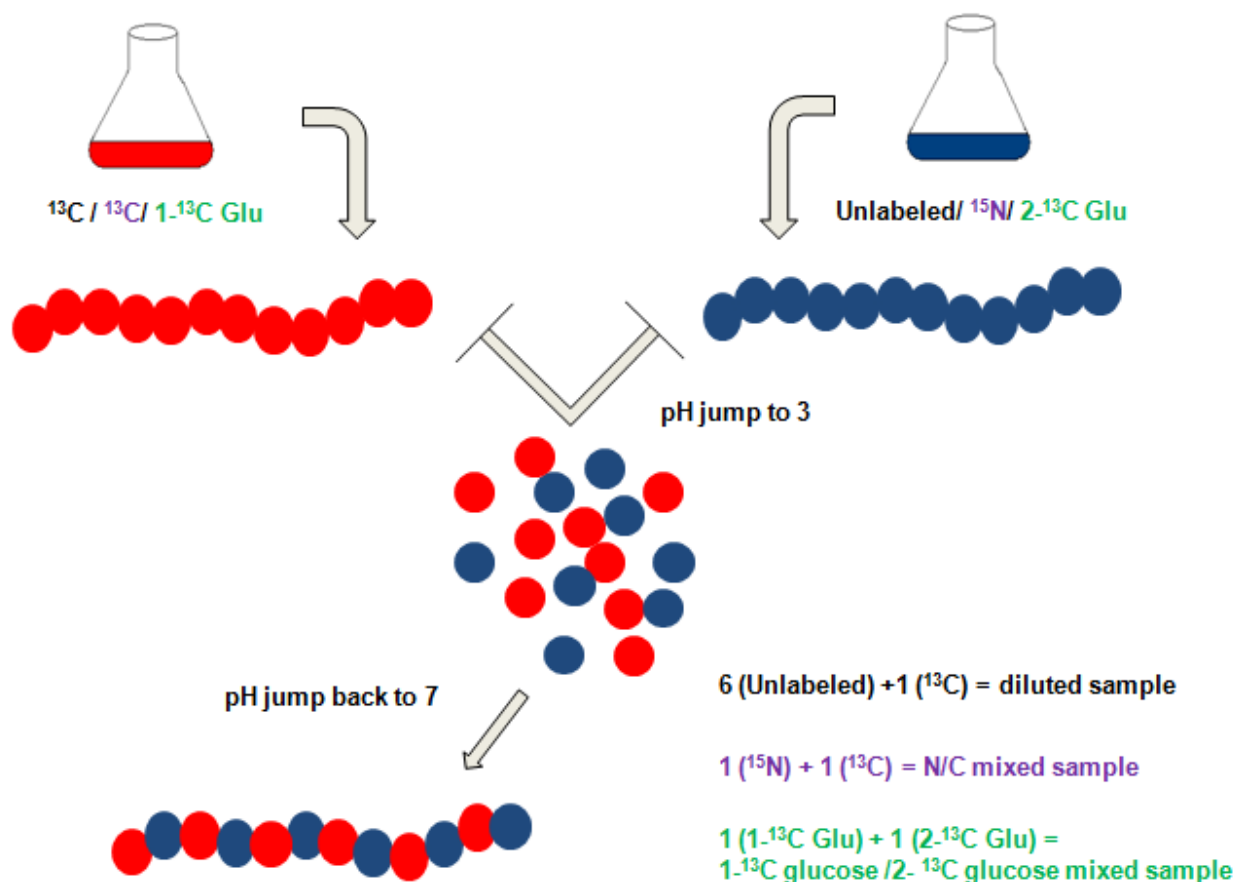 ¹³C / ¹³C/ 1-¹³C Glu
Unlabeled/ ¹⁵N/ 2-¹³C Glu
pH jump to 3
pH jump back to 7
6 (Unlabeled) +1 (¹³C) = diluted sample
1 (¹⁵N) + 1 (¹³C) = N/C mixed sample
1 (1-¹³C Glu) + 1 (2-¹³C Glu) =
1-¹³C glucose /2- ¹³C glucose mixed sample